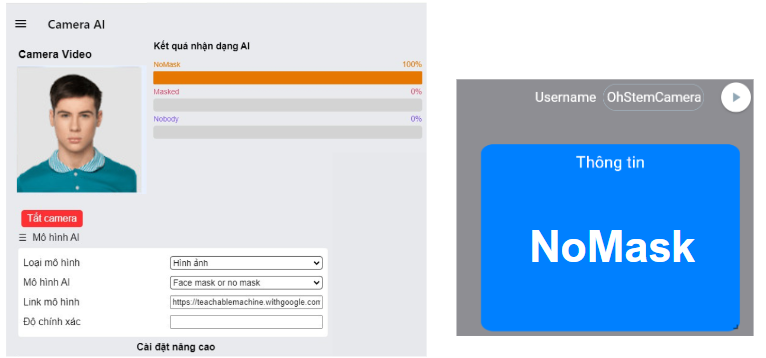 Camera AI
Camera Video
Kết quả nhận dạng AI
NoMask 100%
Masked 0%
Nobody 0%
Tắt camera
Mô hình AI
Loại mô hình Hình ảnh
Mô hình AI Face mask or no mask
Link mô hình https://teachablemachine.withgoogle.com
Độ chính xác
Cài đặt nâng cao
Username OhStemCamera
Thông tin
NoMask